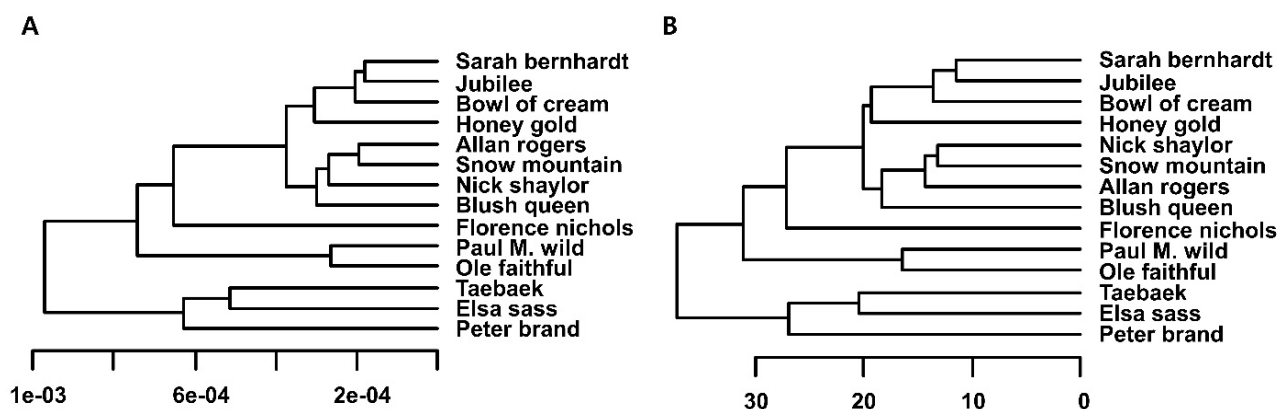 A
Sarah bernhardt
Jubilee
Bowl of cream
Honey gold
Allan rogers
Snow mountain
Nick shaylor
Blush queen
Florence nichols
Paul M. wild
Ole faithful
Taebaek
Elsa sass
Peter brand
1e-03 6e-04 2e-04
B
Sarah bernhardt
Jubilee
Bowl of cream
Honey gold
Nick shaylor
Snow mountain
Allan rogers
Blush queen
Florence nichols
Paul M. wild
Ole faithful
Taebaek
Elsa sass
Peter brand
30 20 10 0